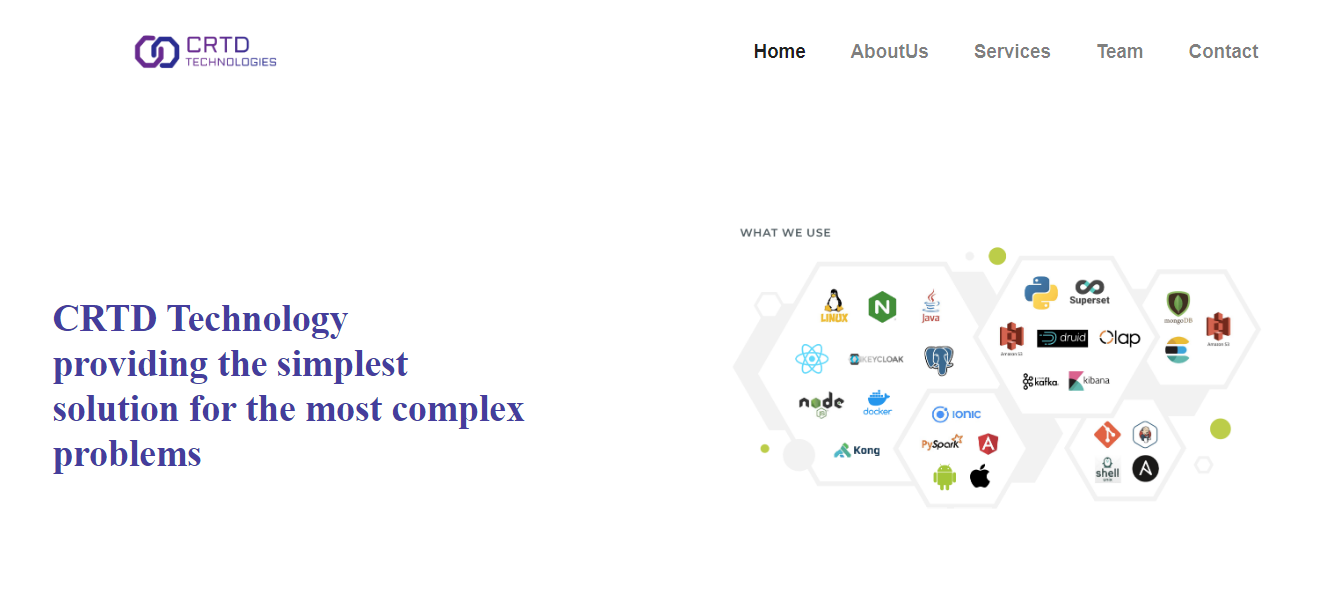 CRTD
TECHNOLOGIES
Home AboutUs Services Team Contact
WHAT WE USE
CRTD Technology
providing the simplest
solution for the most complex
problems
LINUX
N
Java
KEYCLOAK
node
JS
docker
Kong
IONIC
PySpark
Superset
Amazon S3
druid
Olap
kafka.
kibana
mongoDB
Amazon S3
shell
A